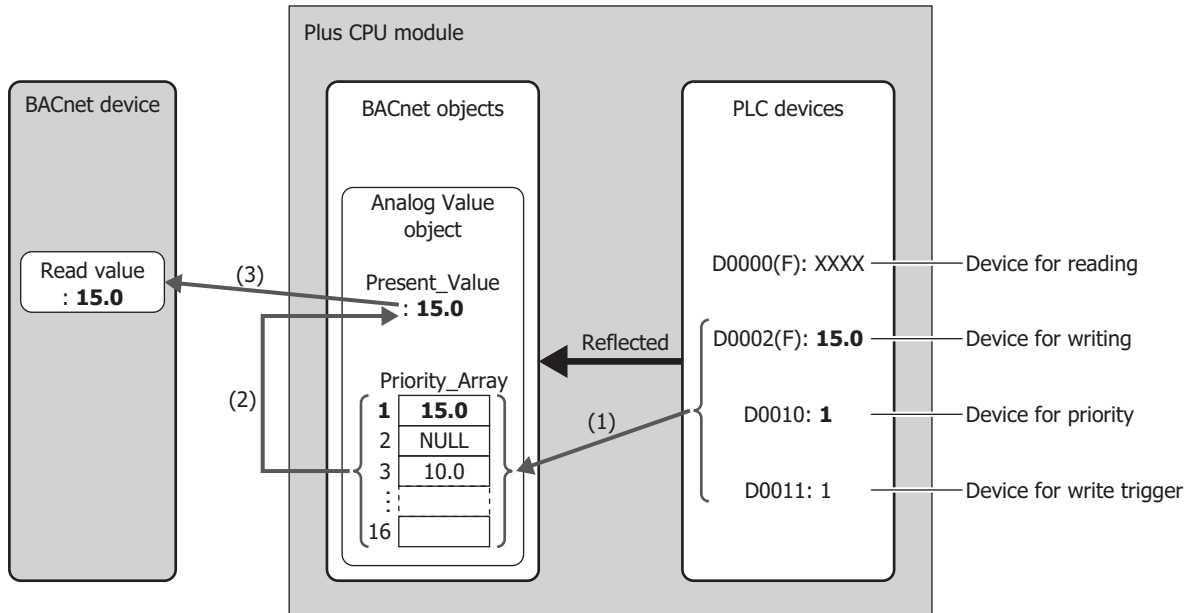 Plus CPU module
BACnet device
BACnet objects
PLC devices
Analog Value
object
Read value
: 15.0
(3)
Present_Value
: 15.0
D0000(F): XXXX
Device for reading
Reflected
D0002(F): 15.0
Device for writing
(2)
Priority_Array
1 15.0
2 NULL
3 10.0
⋮
16
(1)
D0010: 1
Device for priority
D0011: 1
Device for write trigger